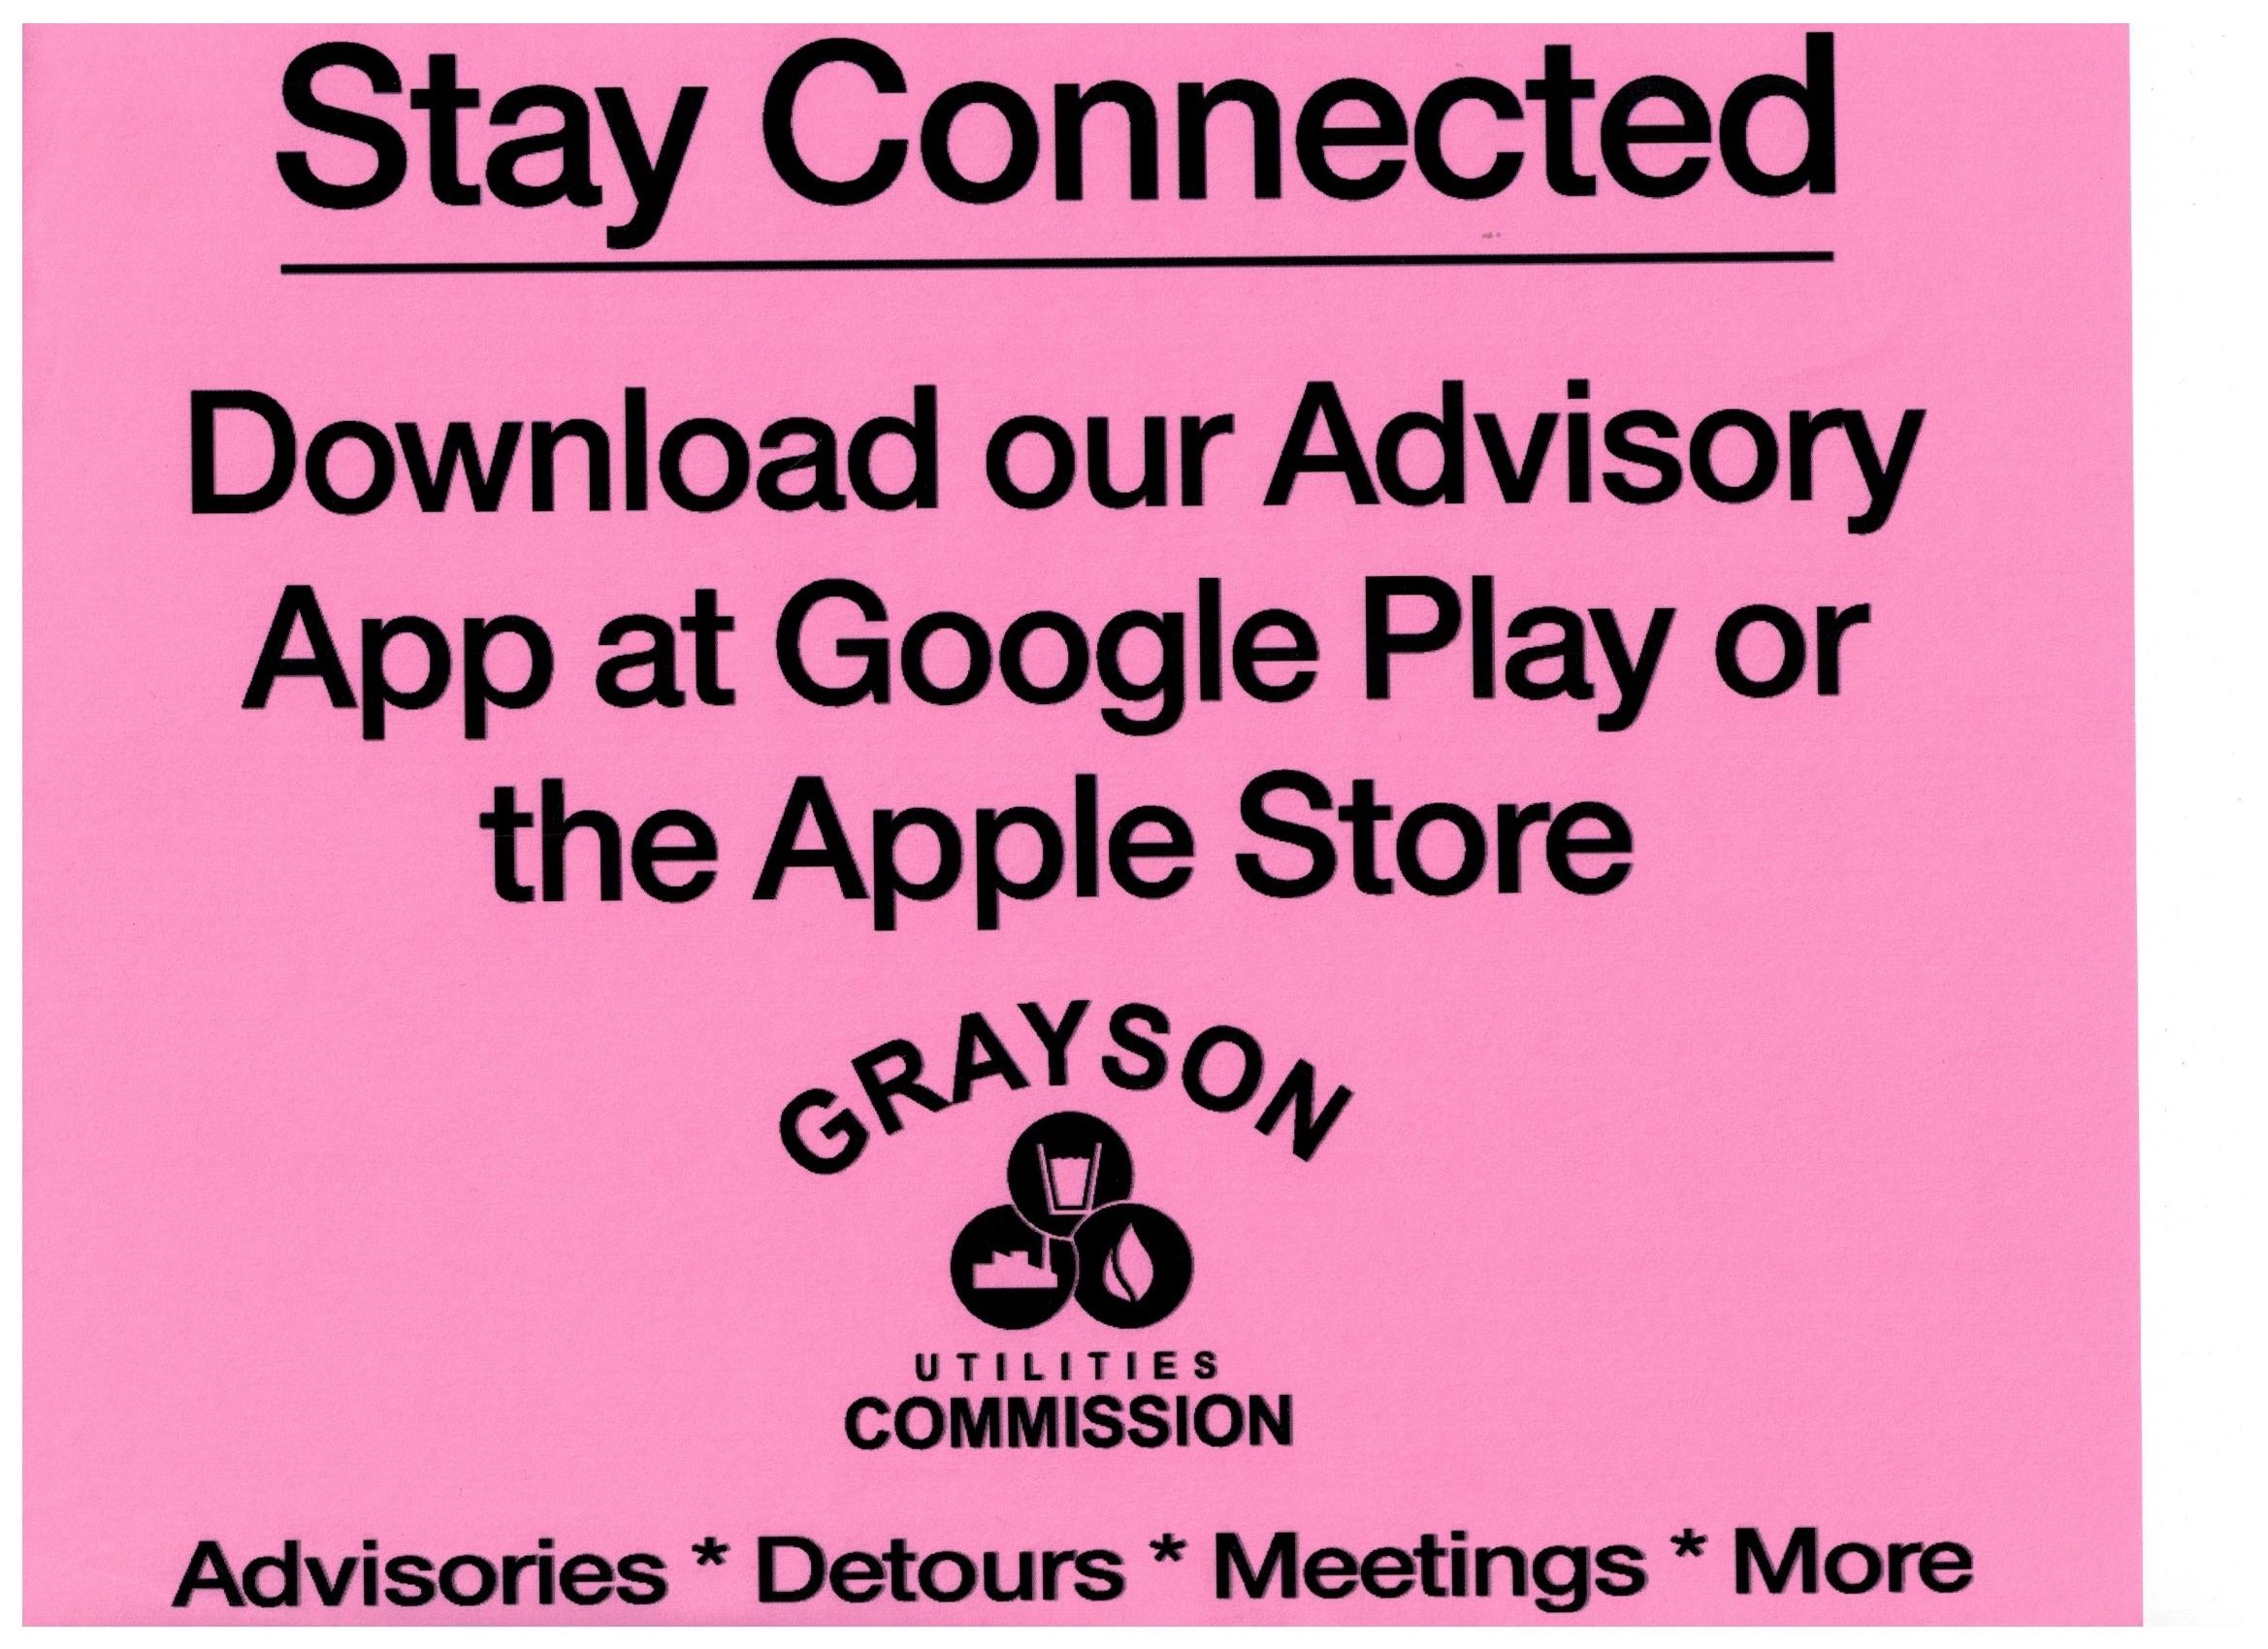 Stay Connected
Download our Advisory
App at Google Play or
the Apple Store
GRAYSON
UTILITIES
COMMISSION
Advisories * Detours * Meetings * More